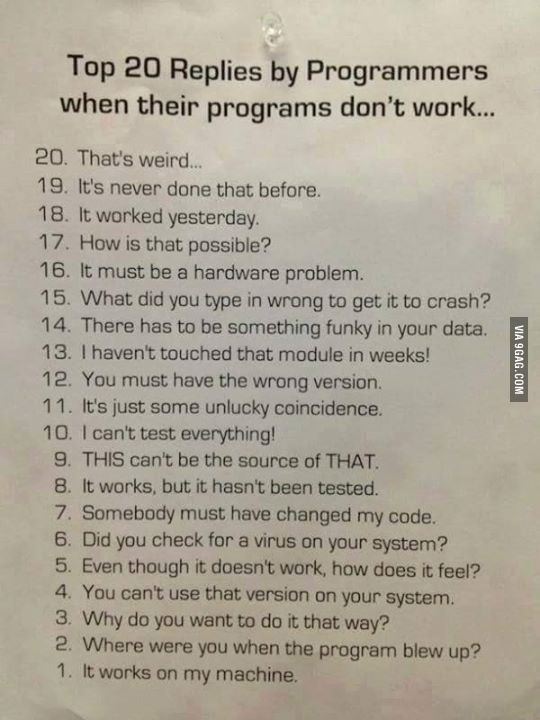 Top 20 Replies by Programmers
when their programs don't work...
20. That's weird...
19. It's never done that before.
18. It worked yesterday.
17. How is that possible?
16. It must be a hardware problem.
15. What did you type in wrong to get it to crash?
14. There has to be something funky in your data.
13. I haven't touched that module in weeks!
12. You must have the wrong version.
11. It's just some unlucky coincidence.
10. I can't test everything!
9. THIS can't be the source of THAT.
8. It works, but it hasn't been tested.
7. Somebody must have changed my code.
6. Did you check for a virus on your system?
5. Even though it doesn't work, how does it feel?
4. You can't use that version on your system.
3. Why do you want to do it that way?
2. Where were you when the program blew up?
1. It works on my machine.
VIA 9GAG.COM